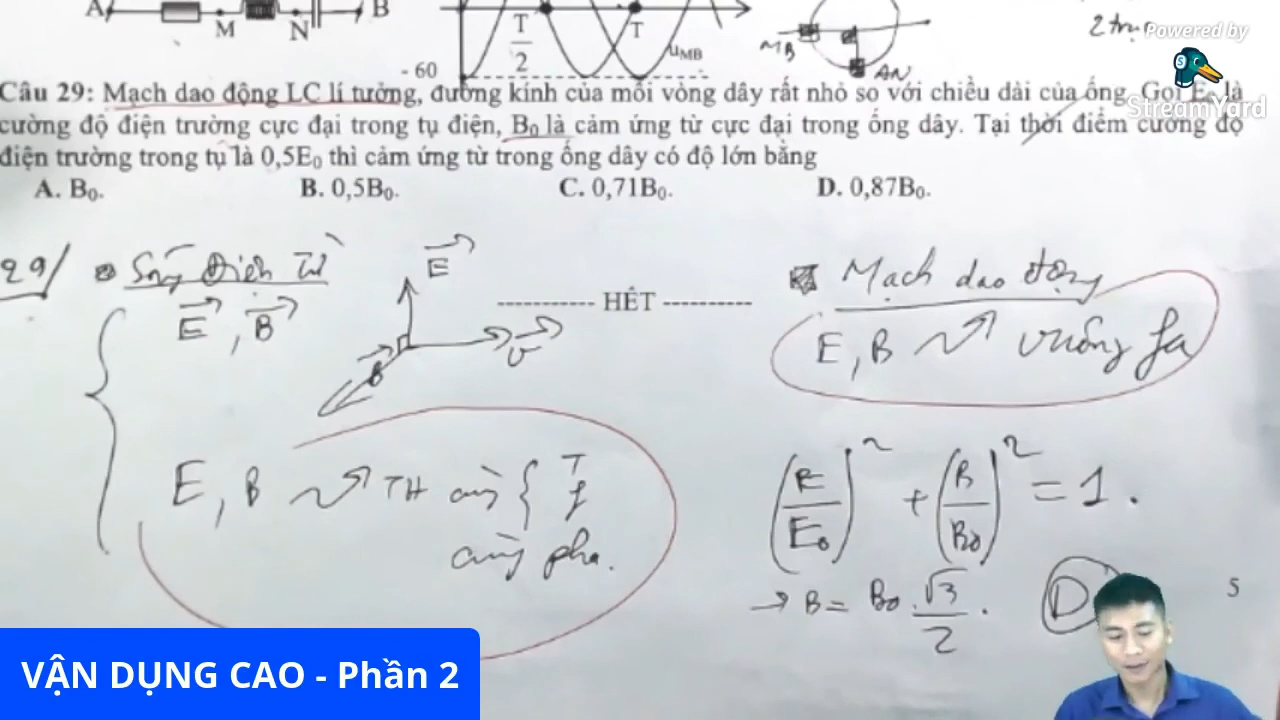 A B
M N
T/2 T
u_MB
- 60
MB
AN
Powered by
StreamYard
Câu 29: Mạch dao động LC lí tưởng, đường kính của mỗi vòng dây rất nhỏ so với chiều dài của ống. Gọi E₀ là
cường độ điện trường cực đại trong tụ điện, B₀ là cảm ứng từ cực đại trong ống dây. Tại thời điểm cường độ
điện trường trong tụ là 0,5E₀ thì cảm ứng từ trong ống dây có độ lớn bằng
A. B₀. B. 0,5B₀. C. 0,71B₀. D. 0,87B₀.
29/ Sóng Điện Từ
E, B
E
v
B
---------- HẾT ----------
Mạch dao động
E, B vuông fa
E, B TH cùng { T
f
cùng pha.
(E/E₀)² + (B/B₀)² = 1.
→ B = B₀.√3/2. D
5
VẬN DỤNG CAO - Phần 2